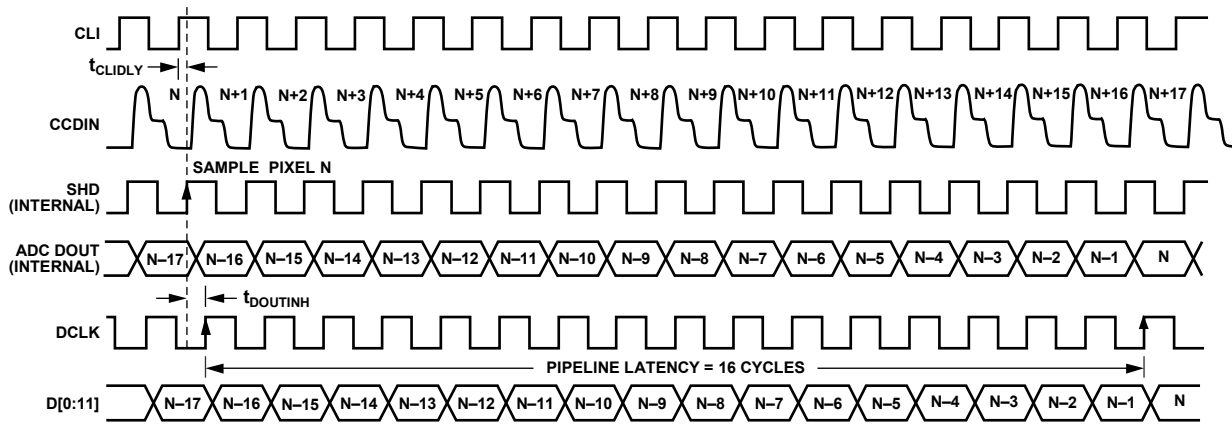 CLI
tCLIDLY
N N+1 N+2 N+3 N+4 N+5 N+6 N+7 N+8 N+9 N+10 N+11 N+12 N+13 N+14 N+15 N+16 N+17
CCDIN
SAMPLE PIXEL N
SHD
(INTERNAL)
ADC DOUT
(INTERNAL)
N–17 N–16 N–15 N–14 N–13 N–12 N–11 N–10 N–9 N–8 N–7 N–6 N–5 N–4 N–3 N–2 N–1 N
tDOUTINH
DCLK
PIPELINE LATENCY = 16 CYCLES
D[0:11]
N–17 N–16 N–15 N–14 N–13 N–12 N–11 N–10 N–9 N–8 N–7 N–6 N–5 N–4 N–3 N–2 N–1 N